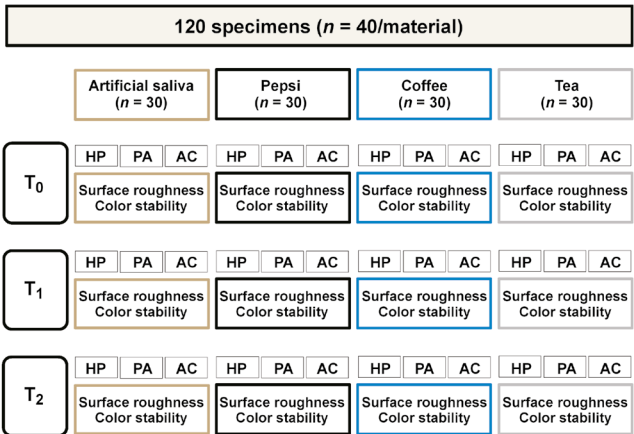 120 specimens (n = 40/material)
Artificial saliva Pepsi Coffee Tea
(n = 30) (n = 30) (n = 30) (n = 30)
HP PA AC HP PA AC HP PA AC HP PA AC
T0
Surface roughness Surface roughness Surface roughness Surface roughness
Color stability Color stability Color stability Color stability
HP PA AC HP PA AC HP PA AC HP PA AC
T1
Surface roughness Surface roughness Surface roughness Surface roughness
Color stability Color stability Color stability Color stability
HP PA AC HP PA AC HP PA AC HP PA AC
T2
Surface roughness Surface roughness Surface roughness Surface roughness
Color stability Color stability Color stability Color stability